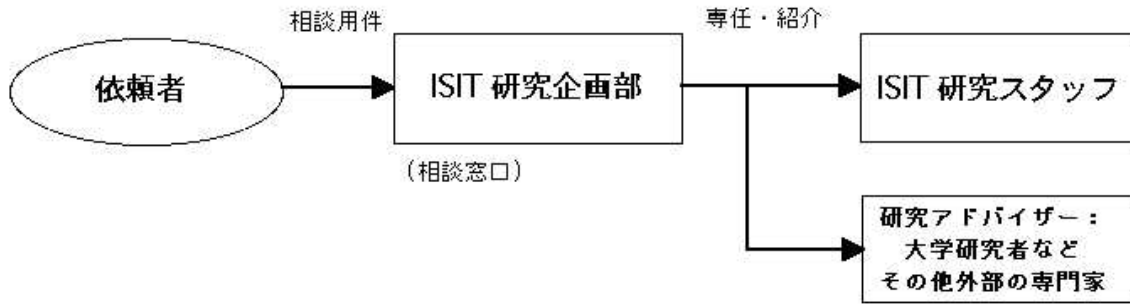 相談用件
専任・紹介
依頼者
ISIT 研究企画部
ISIT 研究スタッフ
（相談窓口）
研究アドバイザー：
大学研究者など
その他外部の専門家